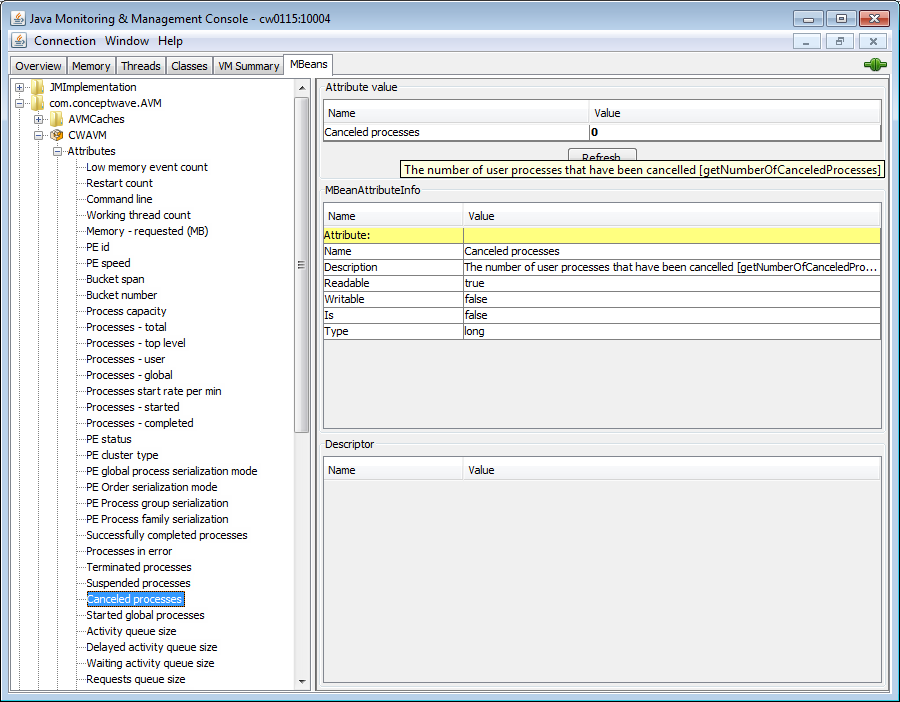 Java Monitoring & Management Console - cw0115:10004
Connection Window Help
Overview Memory Threads Classes VM Summary MBeans
JMImplementation
com.conceptwave.AVM
AVMCaches
CWAVM
Attributes
Low memory event count
Restart count
Command line
Working thread count
Memory - requested (MB)
PE id
PE speed
Bucket span
Bucket number
Process capacity
Processes - total
Processes - top level
Processes - user
Processes - global
Processes start rate per min
Processes - started
Processes - completed
PE status
PE cluster type
PE global process serialization mode
PE Order serialization mode
PE Process group serialization
PE Process family serialization
Successfully completed processes
Processes in error
Terminated processes
Suspended processes
Canceled processes
Started global processes
Activity queue size
Delayed activity queue size
Waiting activity queue size
Requests queue size
Attribute value
Name Value
Canceled processes 0
Refresh
The number of user processes that have been cancelled [getNumberOfCanceledProcesses]
MBeanAttributeInfo
Name Value
Attribute:
Name Canceled processes
Description The number of user processes that have been cancelled [getNumberOfCanceledPro...
Readable true
Writable false
Is false
Type long
Descriptor
Name Value